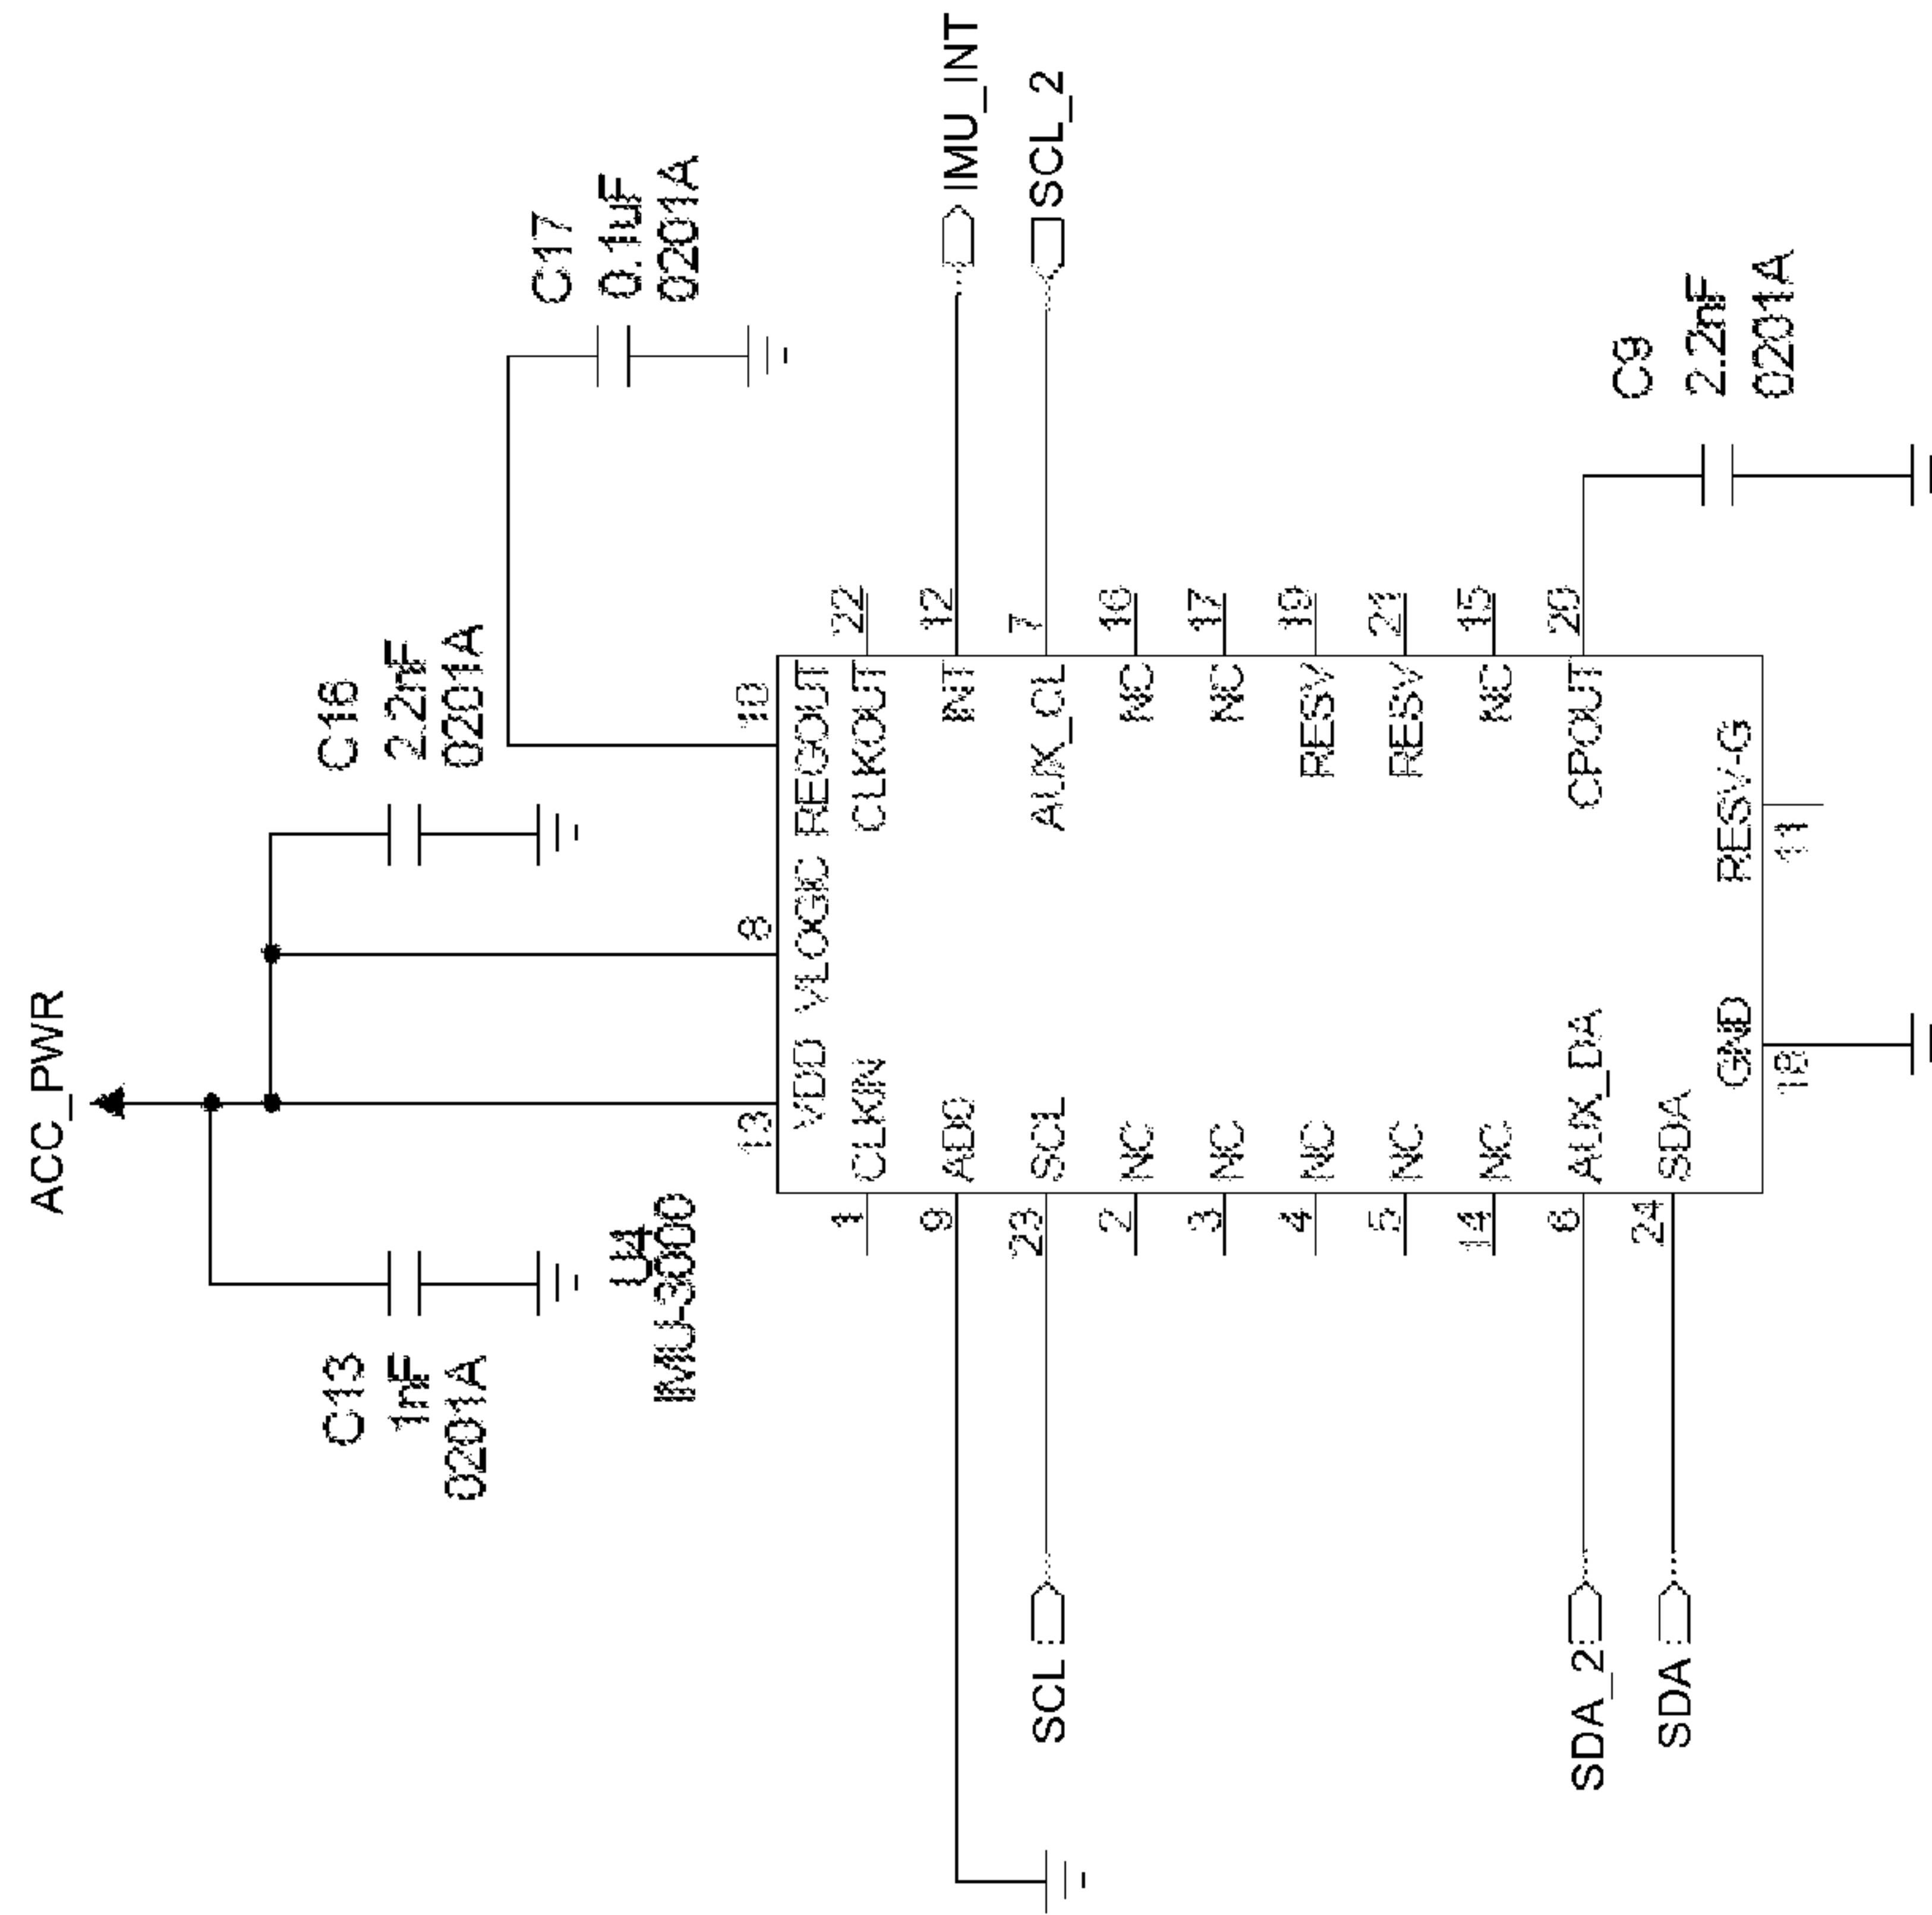 ACC_PWR
C13
1nF
0201A
C16
2.2nF
0201A
C17
0.1uF
0201A
U4
IMU-3000
13
8
10
VDD
VLOGIC
REGOUT
1
CLKIN
CLKOUT
22
9
AD0
INT
12
IMU_INT
SCL
23
SCL
AUX_CL
7
SCL_2
2
NC
NC
16
3
NC
NC
17
4
NC
RESV
19
5
NC
RESV
21
14
NC
NC
15
SDA_2
6
AUX_DA
CPOUT
20
C9
2.2nF
0201A
SDA
24
SDA
GND
RESV-G
18
11